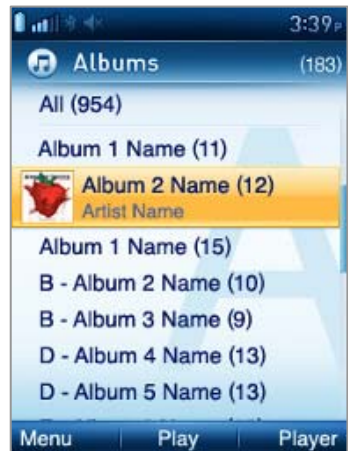 3:39P
Albums (183)
All (954)
Album 1 Name (11)
Album 2 Name (12)
Artist Name
Album 1 Name (15)
B - Album 2 Name (10)
B - Album 3 Name (9)
D - Album 4 Name (13)
D - Album 5 Name (13)
Menu Play Player
A